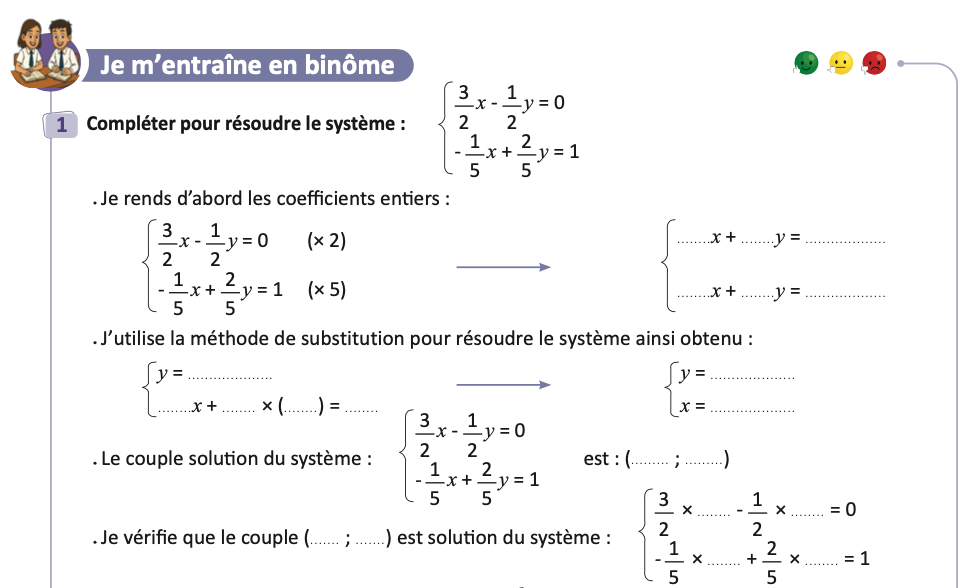 Je m'entraîne en binôme
1 Compléter pour résoudre le système : { 3/2 x - 1/2 y = 0
- 1/5 x + 2/5 y = 1
. Je rends d'abord les coefficients entiers :
{ 3/2 x - 1/2 y = 0 (× 2) → { ........x + ........y = ...................
- 1/5 x + 2/5 y = 1 (× 5) ........x + ........y = ...................
. J'utilise la méthode de substitution pour résoudre le système ainsi obtenu :
{ y = .................... → { y = ....................
........x + ........ × (........) = ........ x = ....................
. Le couple solution du système : { 3/2 x - 1/2 y = 0 est : (......... ; .........)
- 1/5 x + 2/5 y = 1
. Je vérifie que le couple (....... ; .......) est solution du système : { 3/2 × ........ - 1/2 × ........ = 0
- 1/5 × ........ + 2/5 × ........ = 1